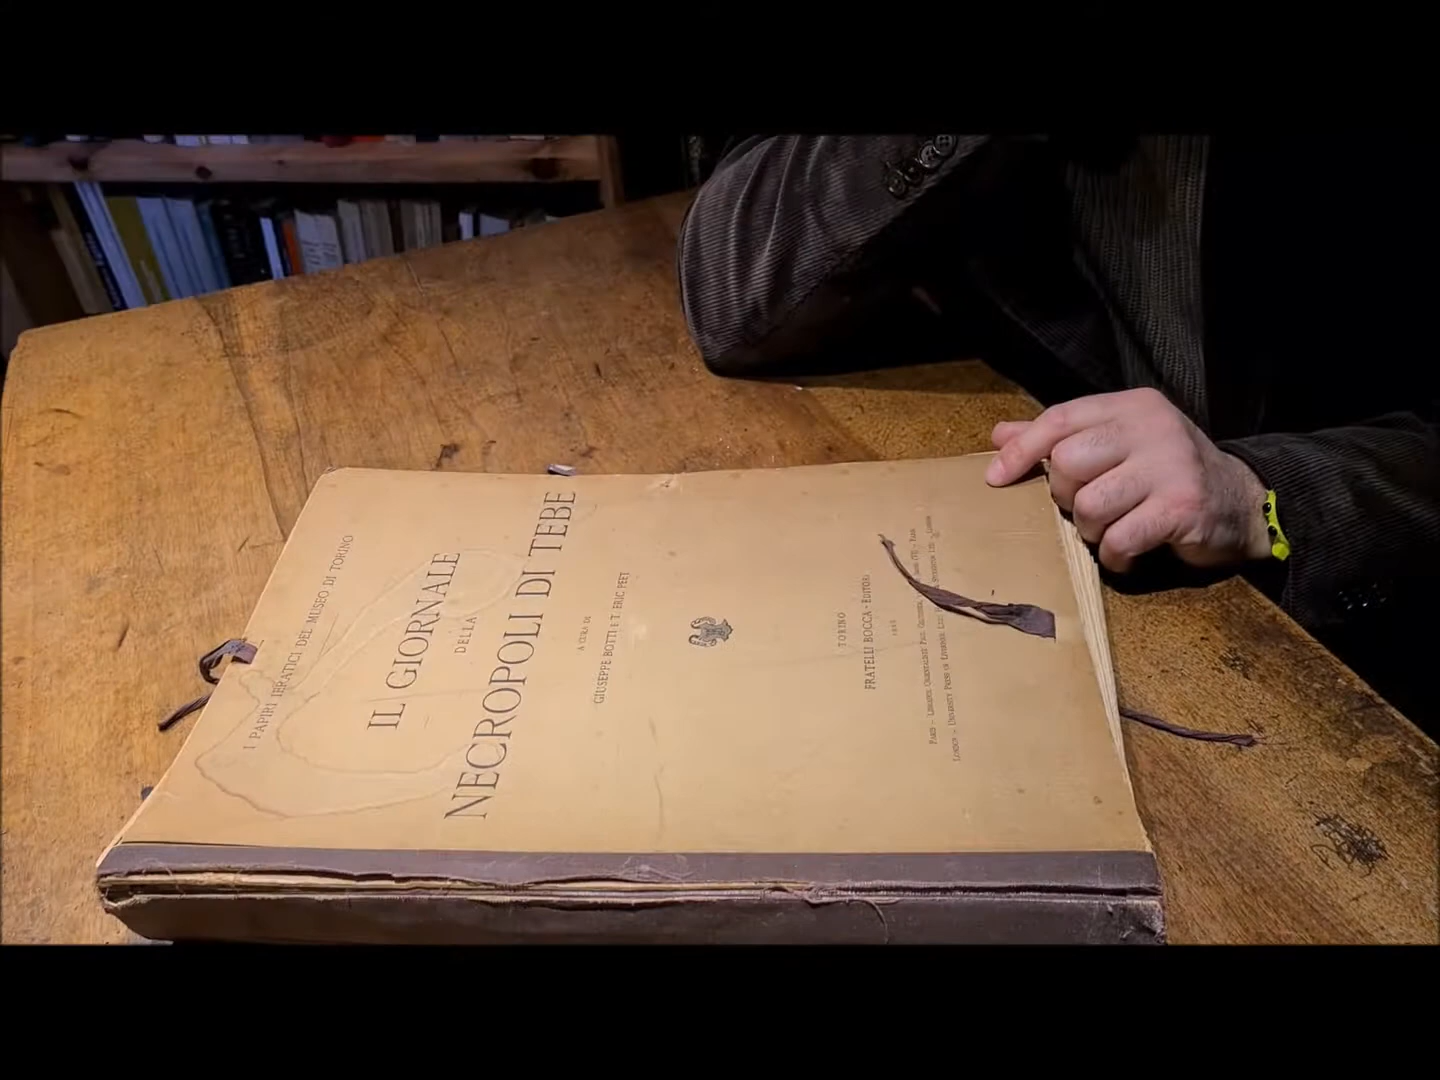 I PAPIRI IERATICI DEL MUSEO DI TORINO
IL GIORNALE
DELLA
NECROPOLI DI TEBE
A CURA DI
GIUSEPPE BOTTI E T. ERIC PEET
TORINO
FRATELLI BOCCA - EDITORI
1928